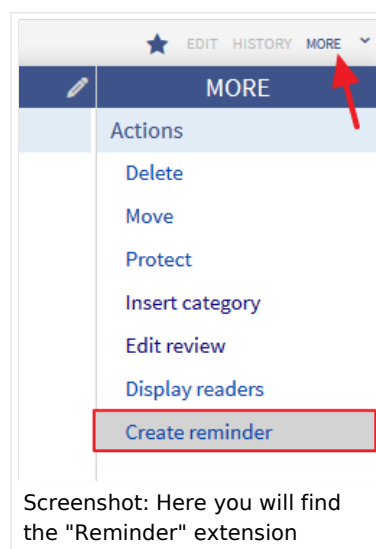 EDIT HISTORY MORE
MORE
Actions
Delete
Move
Protect
Insert category
Edit review
Display readers
Create reminder
Screenshot: Here you will find
the "Reminder" extension